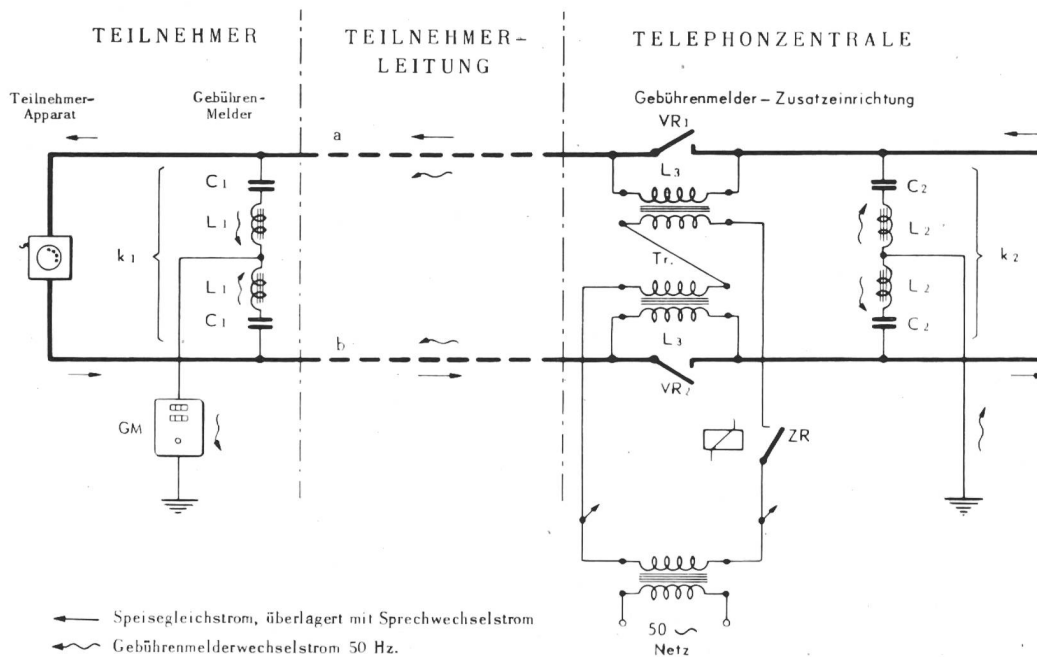 TEILNEHMER
TEILNEHMER-
LEITUNG
TELEPHONZENTRALE
Teilnehmer-
Apparat
Gebühren-
Melder
Gebührenmelder – Zusatzeinrichtung
VR1
a
C1
L3
C2
L1
L2
k1
Tr.
k2
L1
L2
C1
C2
L3
b
VR2
GM
ZR
Speisegleichstrom, überlagert mit Sprechwechselstrom
Gebührenmelderwechselstrom 50 Hz.
50 ~
Netz